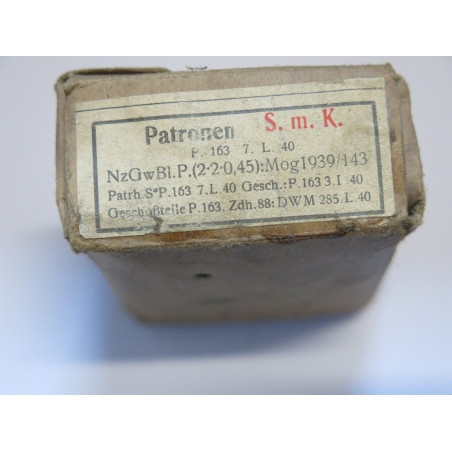 Patronen S. m. K.
P. 163 7. L. 40
NzGwBl.P.(2·2·0,45):Mog1939/143
Patrh.S*P.163 7.L.40 Gesch.:P.163 3.I 40
Geschoßteile P.163. Zdh.88: DWM 285.L 40